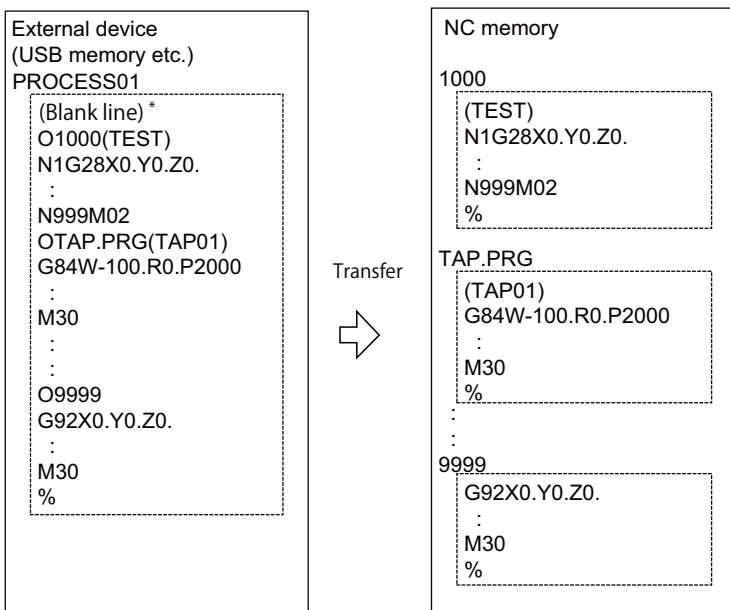 External device
(USB memory etc.)
PROCESS01
(Blank line) *
O1000(TEST)
N1G28X0.Y0.Z0.
:
N999M02
OTAP.PRG(TAP01)
G84W-100.R0.P2000
:
M30
:
:
O9999
G92X0.Y0.Z0.
:
M30
%
Transfer
NC memory
1000
(TEST)
N1G28X0.Y0.Z0.
:
N999M02
%
TAP.PRG
(TAP01)
G84W-100.R0.P2000
:
M30
%
:
:
9999
G92X0.Y0.Z0.
:
M30
%